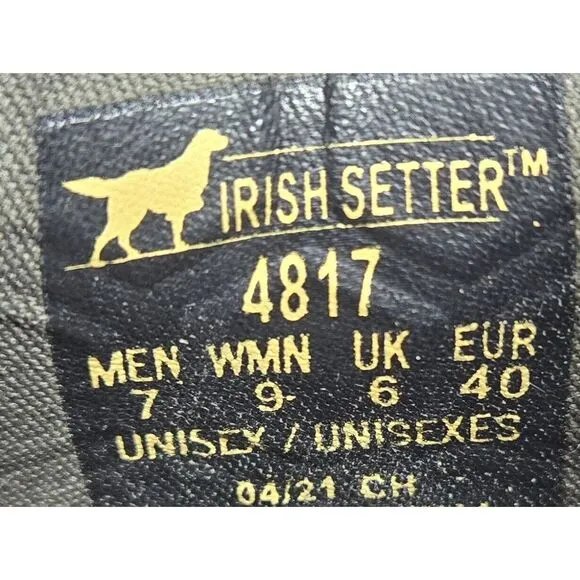 IRISH SETTER™
4817
MEN WMN UK EUR
7 9- 6 40
UNISEX / UNISEXES
04/21 CH